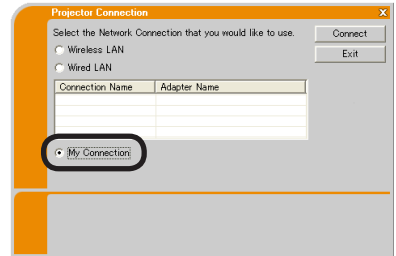 Projector Connection
Select the Network Connection that you would like to use.
Connect
Wireless LAN
Exit
Wired LAN
Connection Name Adapter Name
My Connection